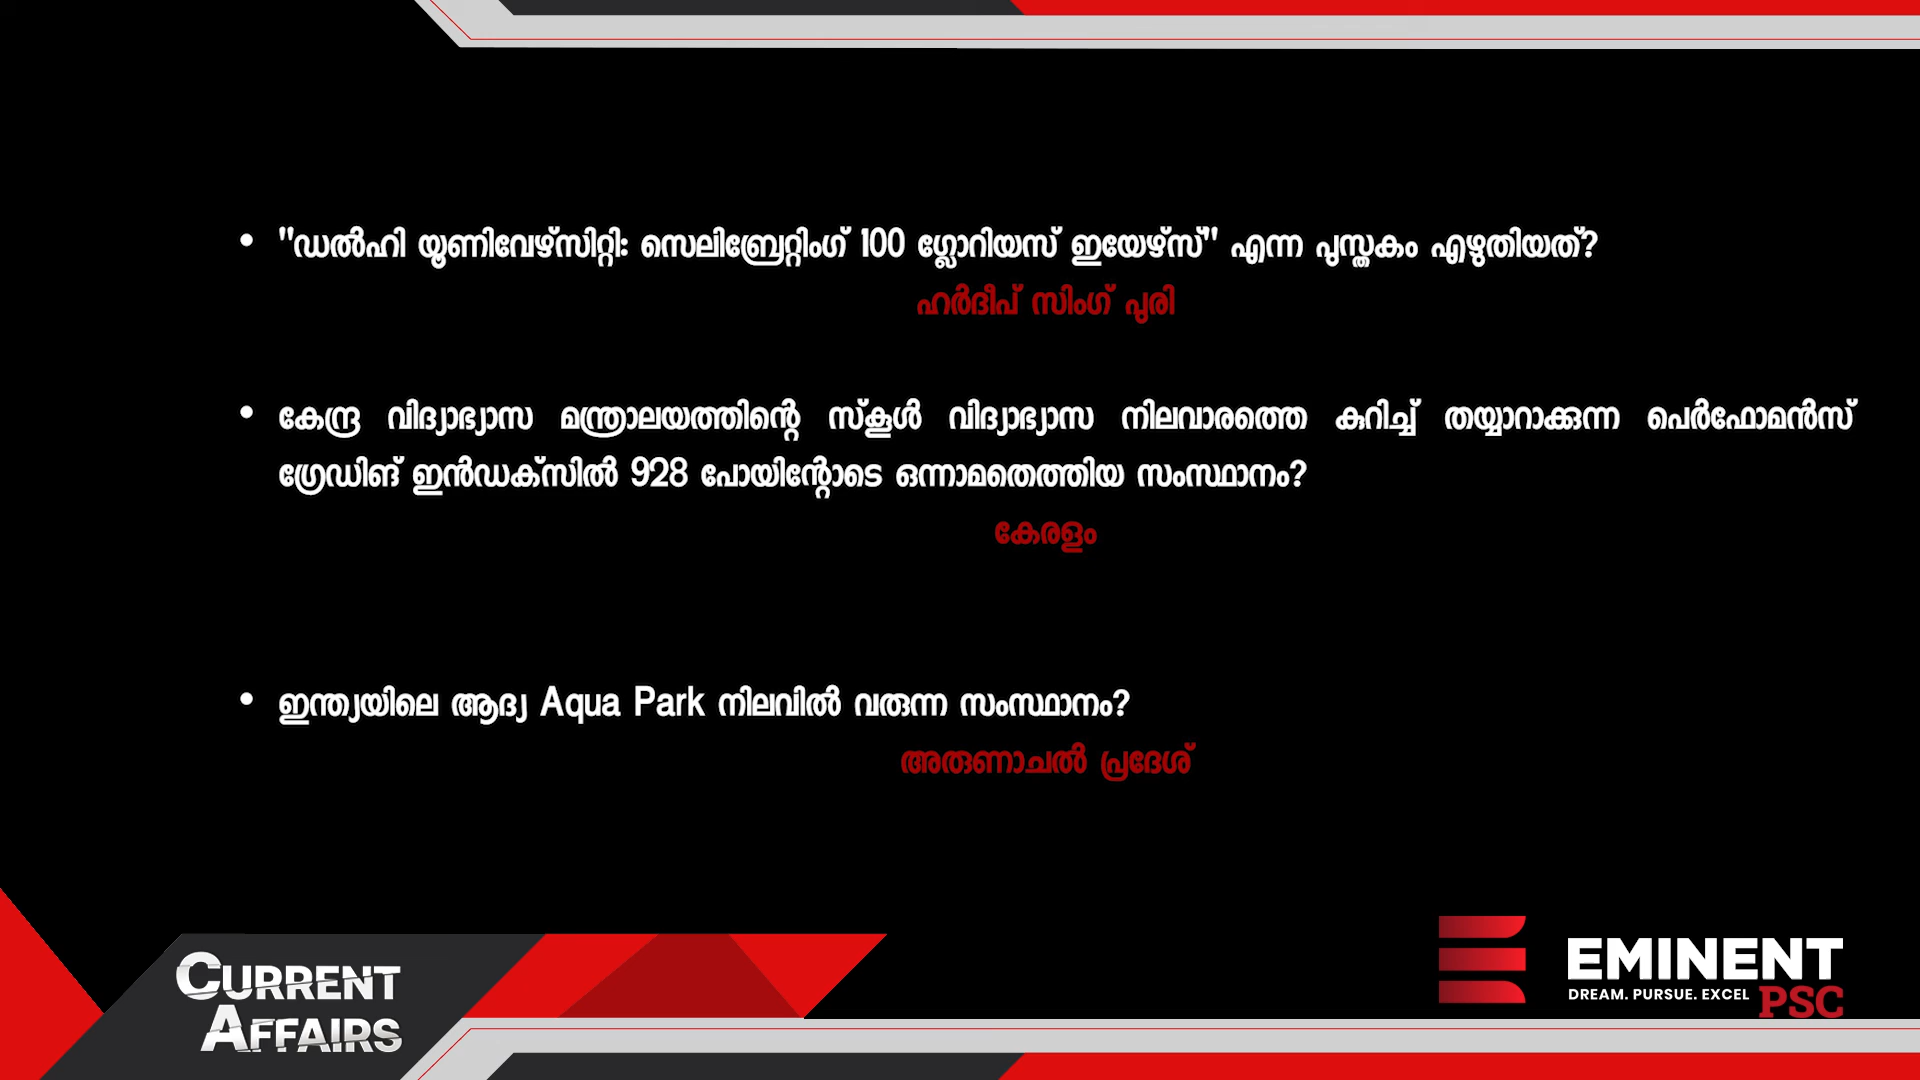 • "ഡൽഹി യൂണിവേഴ്സിറ്റി: സെലിബ്രേറ്റിംഗ് 100 ഗ്ലോറിയസ് ഇയേഴ്സ്" എന്ന പുസ്തകം എഴുതിയത്?
ഹർദീപ് സിംഗ് പുരി
• കേന്ദ്ര വിദ്യാഭ്യാസ മന്ത്രാലയത്തിന്റെ സ്കൂൾ വിദ്യാഭ്യാസ നിലവാരത്തെ കുറിച്ച് തയ്യാറാക്കുന്ന പെർഫോമൻസ്
ഗ്രേഡിങ് ഇൻഡക്സിൽ 928 പോയിന്റോടെ ഒന്നാമതെത്തിയ സംസ്ഥാനം?
കേരളം
• ഇന്ത്യയിലെ ആദ്യ Aqua Park നിലവിൽ വരുന്ന സംസ്ഥാനം?
അരുണാചൽ പ്രദേശ്
CURRENT
AFFAIRS
EMINENT
DREAM. PURSUE. EXCEL PSC